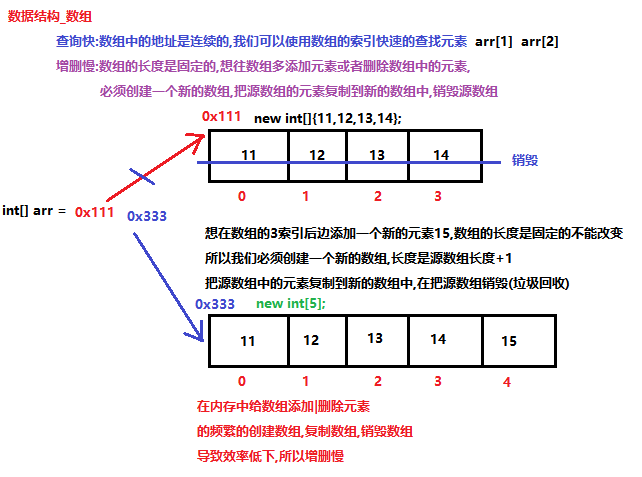 数据结构_数组
查询快:数组中的地址是连续的,我们可以使用数组的索引快速的查找元素 arr[1] arr[2]
增删慢:数组的长度是固定的,想往数组多添加元素或者删除数组中的元素,
必须创建一个新的数组,把源数组的元素复制到新的数组中,销毁源数组
0x111 new int[]{11,12,13,14};
11 12 13 14 销毁
0 1 2 3
int[] arr = 0x111 0x333
想在数组的3索引后边添加一个新的元素15,数组的长度是固定的不能改变
所以我们必须创建一个新的数组,长度是源数组长度+1
把源数组中的元素复制到新的数组中,在把源数组销毁(垃圾回收)
0x333 new int[5];
11 12 13 14 15
0 1 2 3 4
在内存中给数组添加|删除元素
的频繁的创建数组,复制数组,销毁数组
导致效率低下,所以增删慢